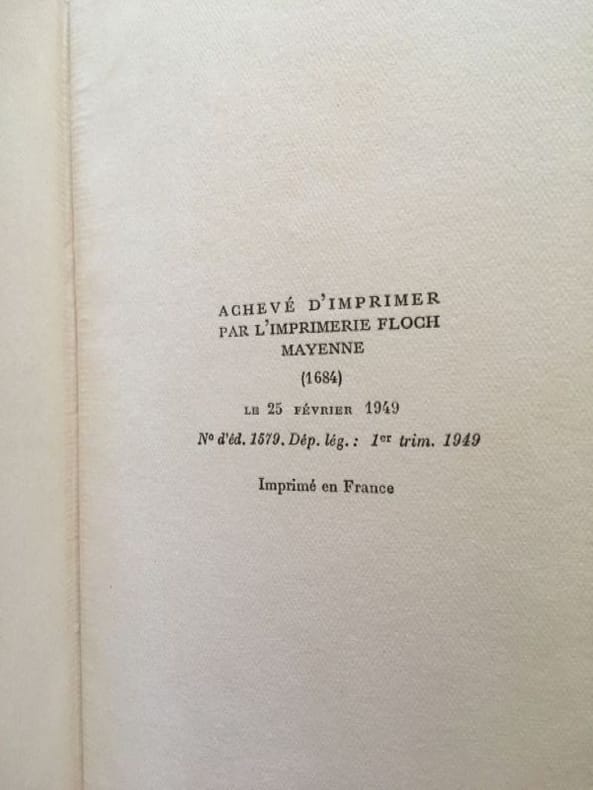 ACHEVÉ D'IMPRIMER
PAR L'IMPRIMERIE FLOCH
MAYENNE
(1684)
LE 25 FÉVRIER 1949
Nº d'éd. 1579. Dép. lég. : 1er trim. 1949
Imprimé en France